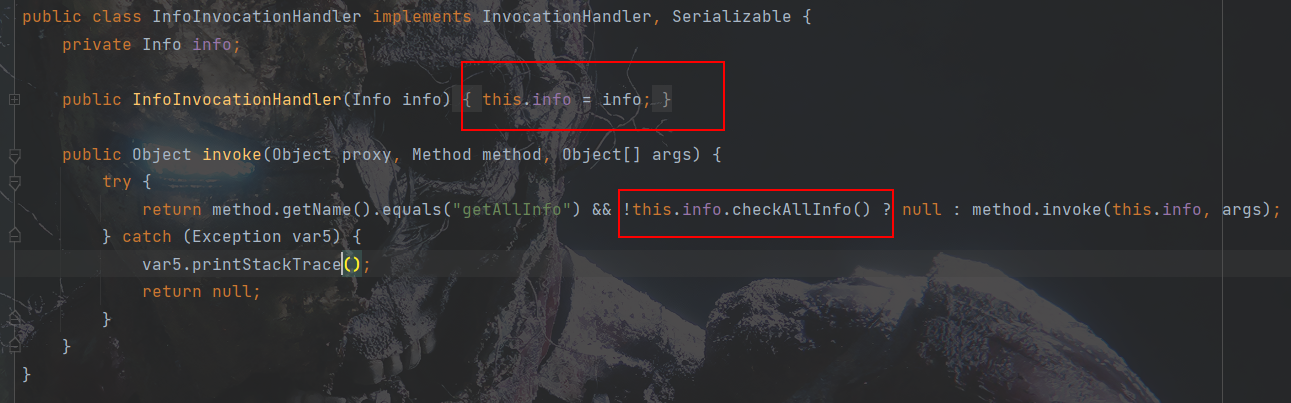 public class InfoInvocationHandler implements InvocationHandler, Serializable {
private Info info;
public InfoInvocationHandler(Info info) { this.info = info; }
public Object invoke(Object proxy, Method method, Object[] args) {
try {
return method.getName().equals("getAllInfo") && !this.info.checkAllInfo() ? null : method.invoke(this.info, args);
} catch (Exception var5) {
var5.printStackTrace();
return null;
}
}
}